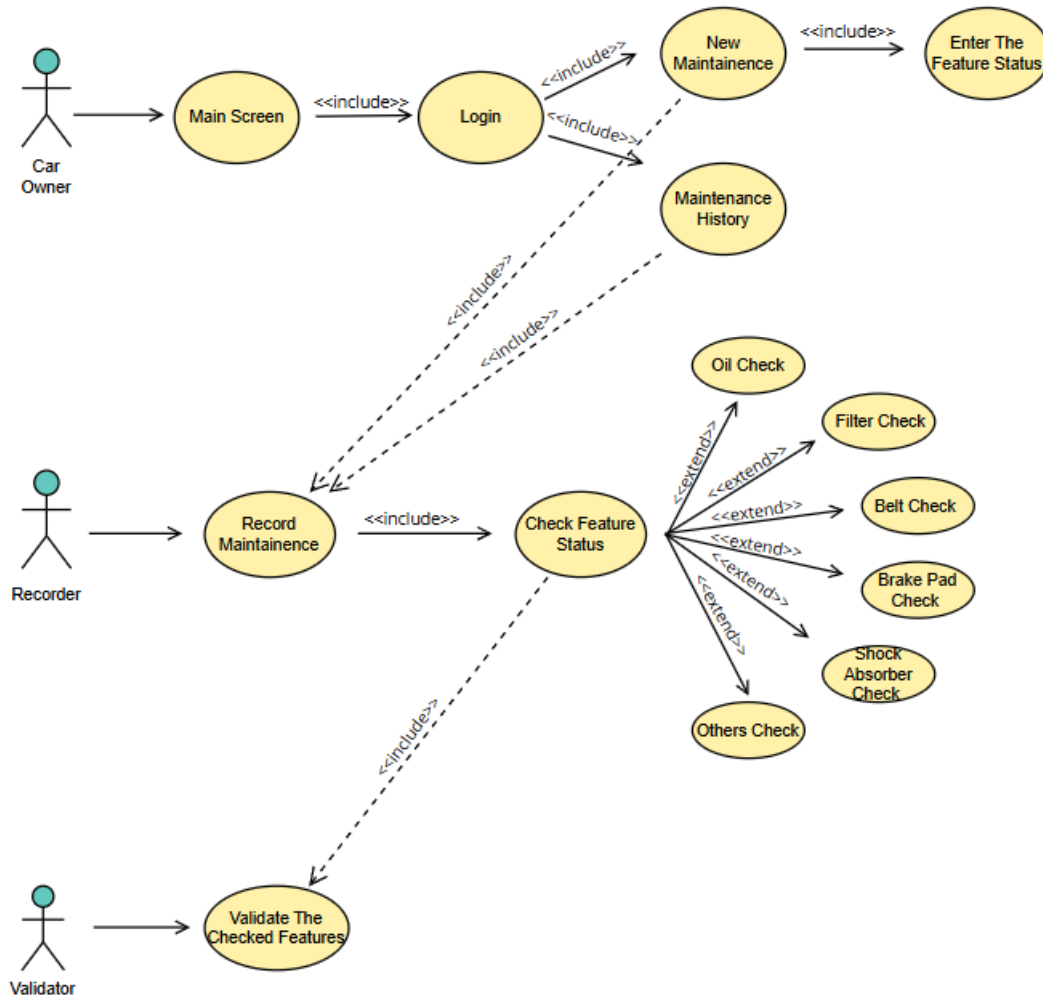 <<include>>
New
Maintainence
Enter The
Feature Status
<<include>>
<<include>>
Main Screen
Login
<<include>>
Car
Owner
Maintenance
History
<<include>>
<<include>>
Oil Check
Filter Check
<<extend>>
<<extend>>
Belt Check
<<extend>>
Record
Maintainence
<<include>>
Check Feature
Status
<<extend>>
Brake Pad
Check
<<extend>>
<<extend>>
Recorder
Shock
Absorber
Check
Others Check
<<include>>
Validate The
Checked Features
Validator